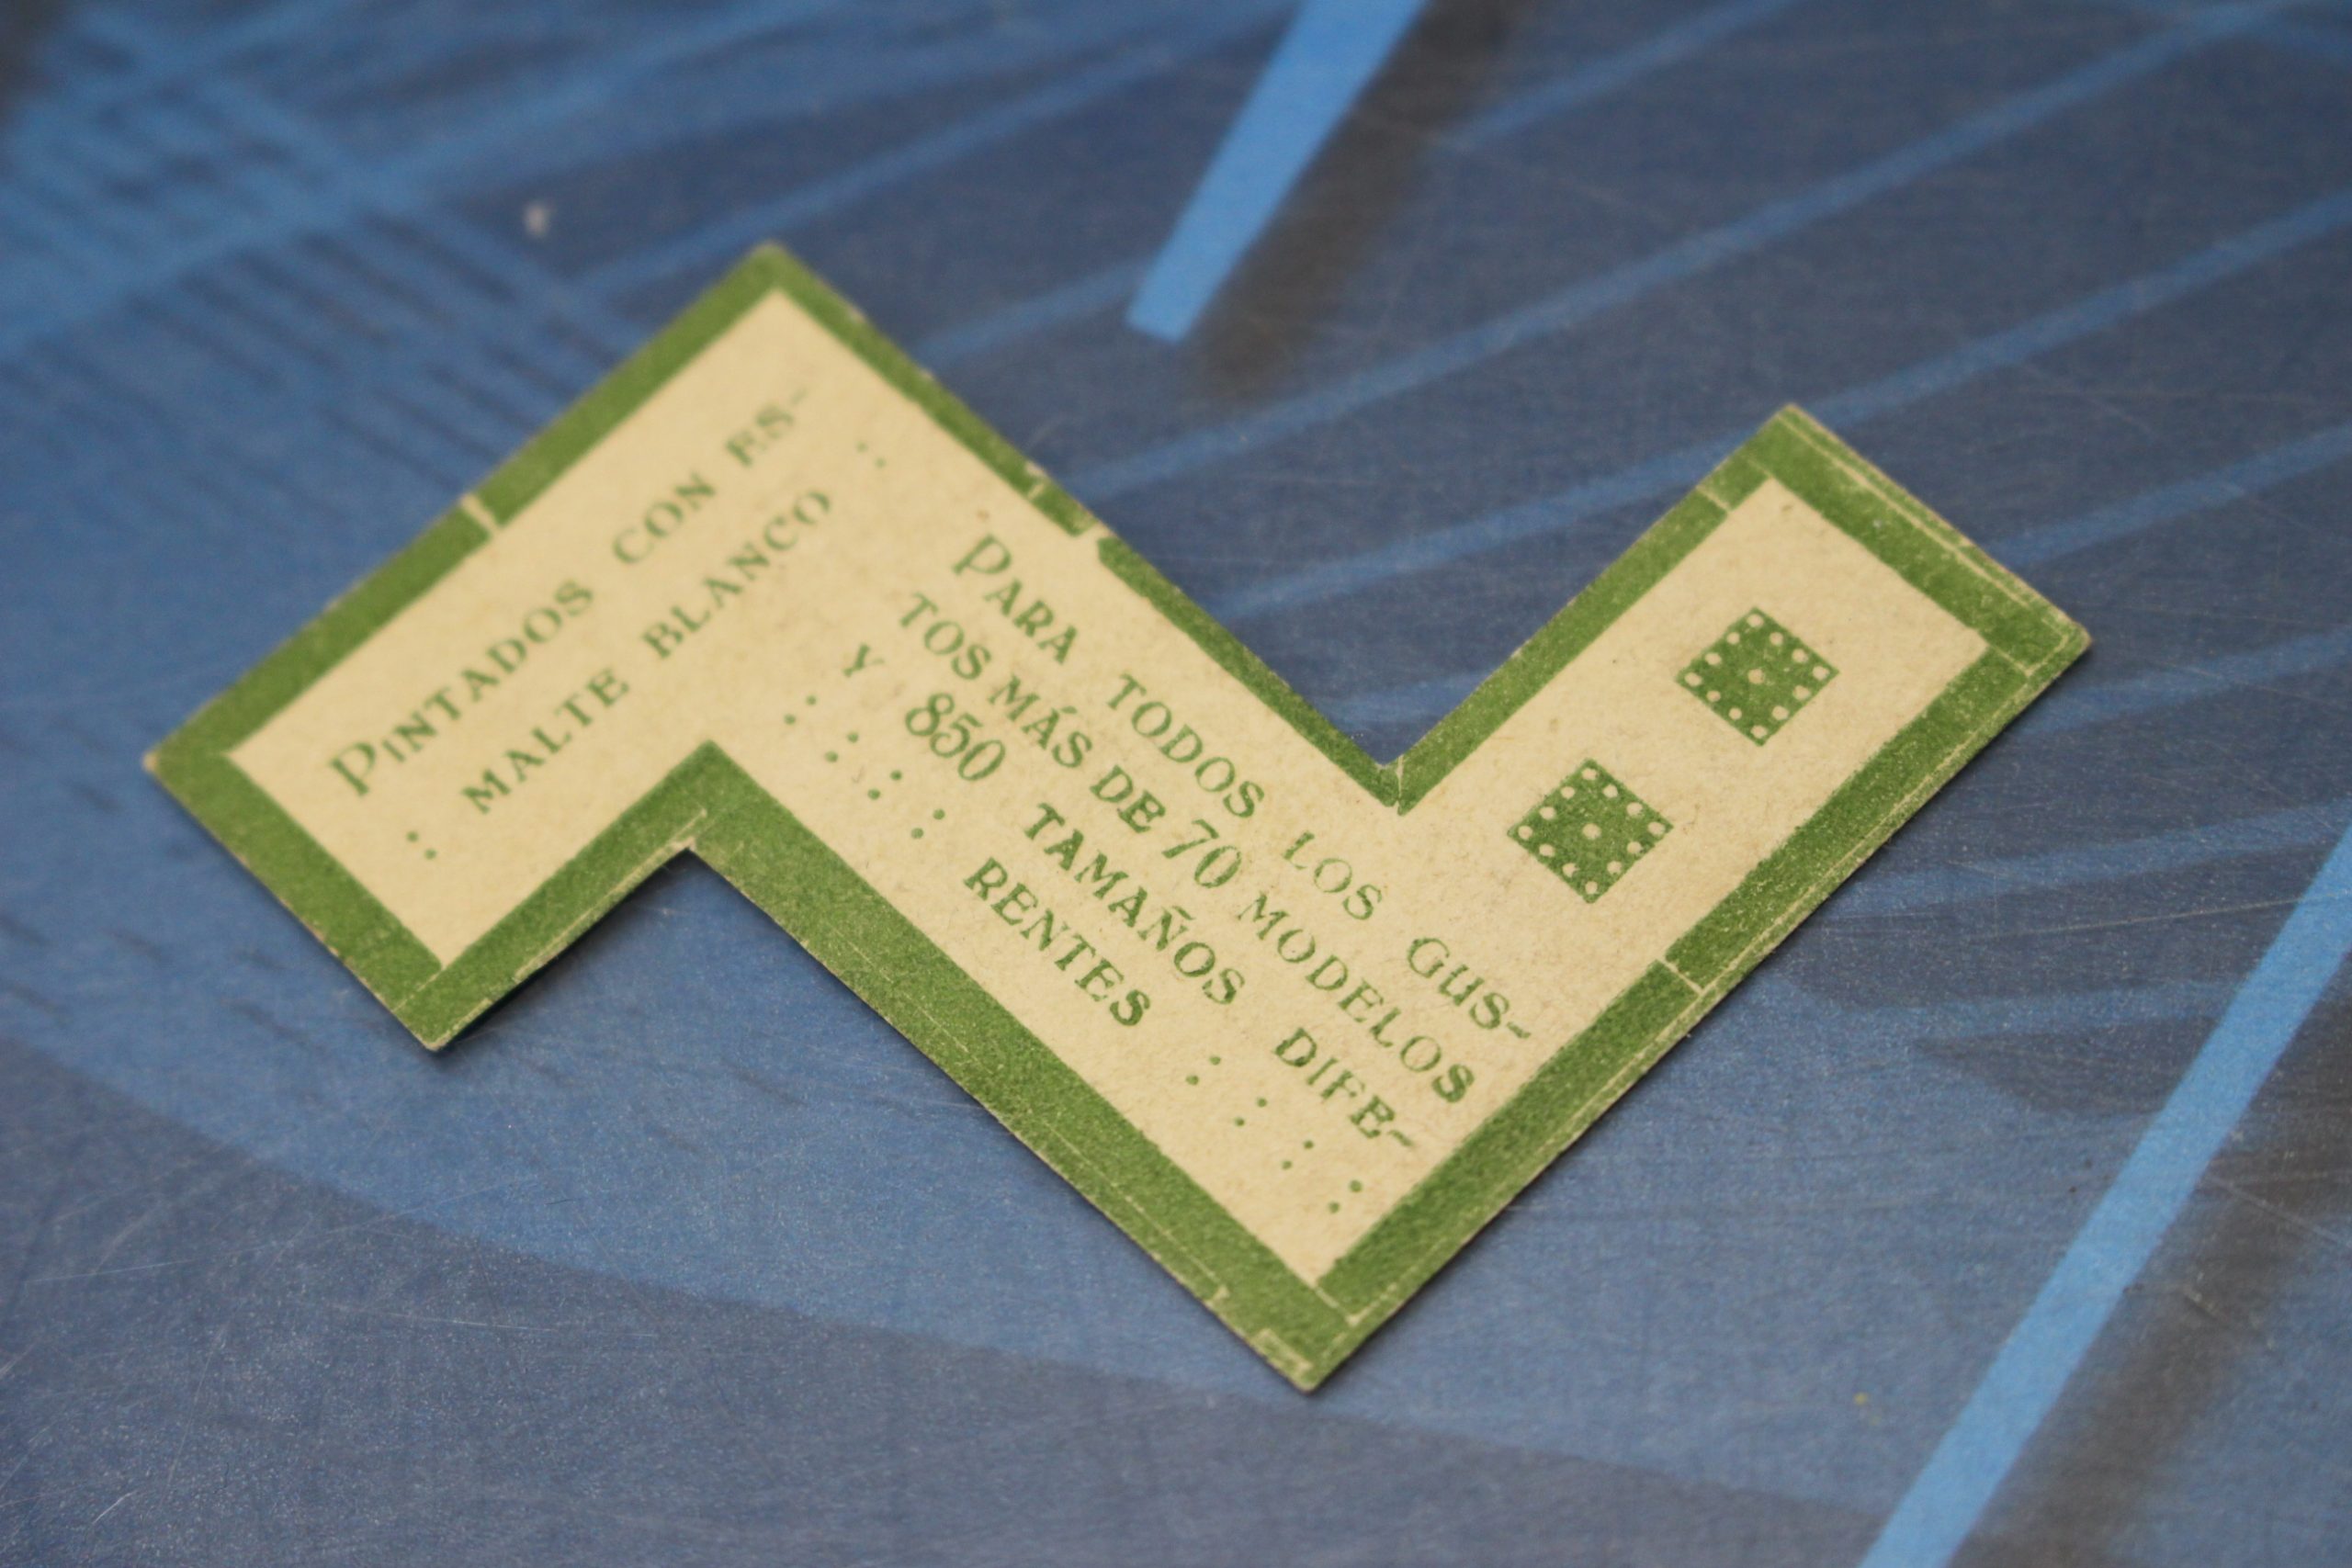 PINTADOS CON ES-
MALTE BLANCO
PARA TODOS LOS GUS-
TOS MÁS DE 70 MODELOS
Y 850 TAMAÑOS DIFE-
RENTES